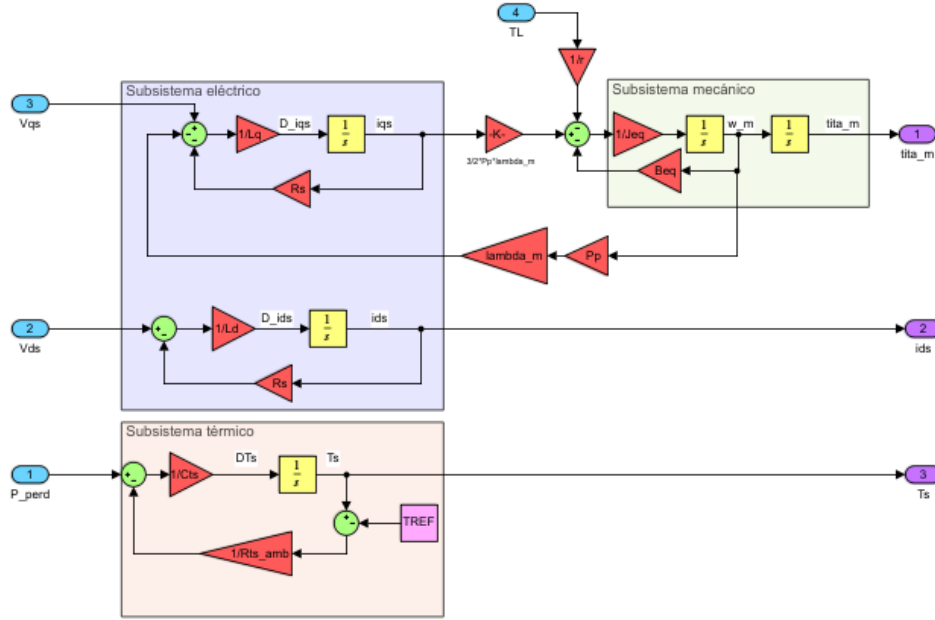 4
TL
1/r
Subsistema eléctrico
Subsistema mecánico
3
Vqs
1/Lq
D_iqs
1
s
iqs
-K-
3/2*Pp*lambda_m
1/Jeq
1
s
w_m
1
s
tita_m
1
tita_m
Rs
Beq
lambda_m
Pp
2
Vds
1/Ld
D_ids
1
s
ids
2
ids
Rs
Subsistema térmico
1
P_perd
1/Cts
DTs
1
s
Ts
3
Ts
TREF
1/Rts_amb